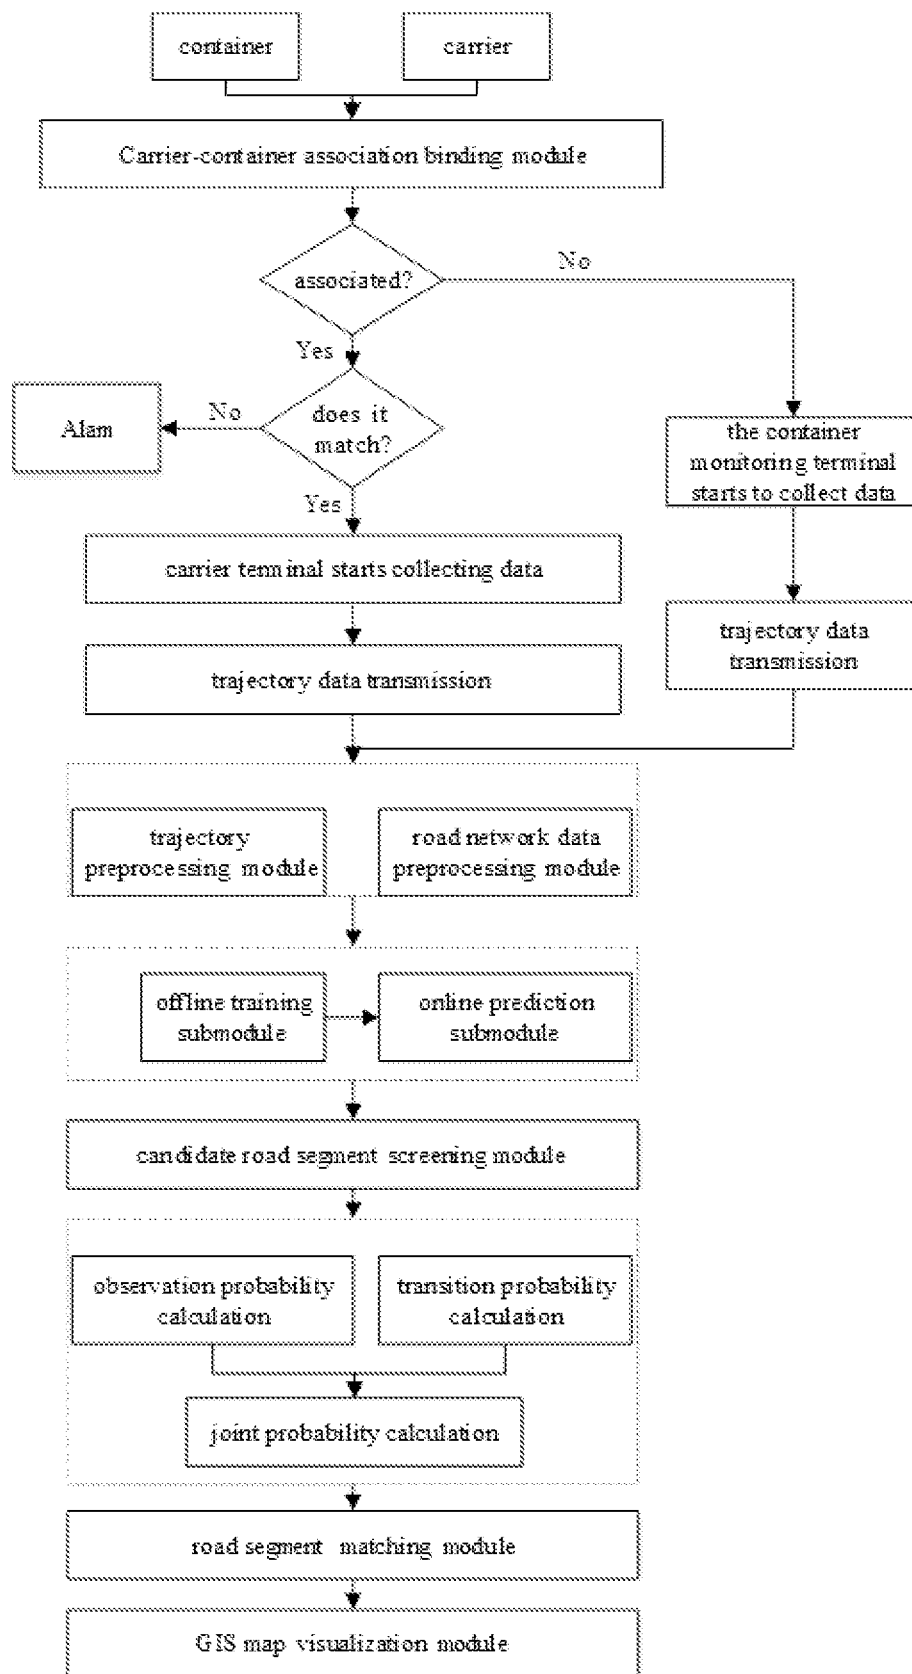 container
carrier
Carrier-container association binding module
associated?
No
Yes
Alam
No
does it
match?
the container
monitoring terminal
starts to collect data
Yes
carrier terminal starts collecting data
trajectory data
transmission
trajectory data transmission
trajectory
preprocessing module
road network data
preprocessing module
offline training
submodule
online prediction
submodule
candidate road segment screening module
observation probability
calculation
transition probability
calculation
joint probability calculation
road segment matching module
GIS map visualization module